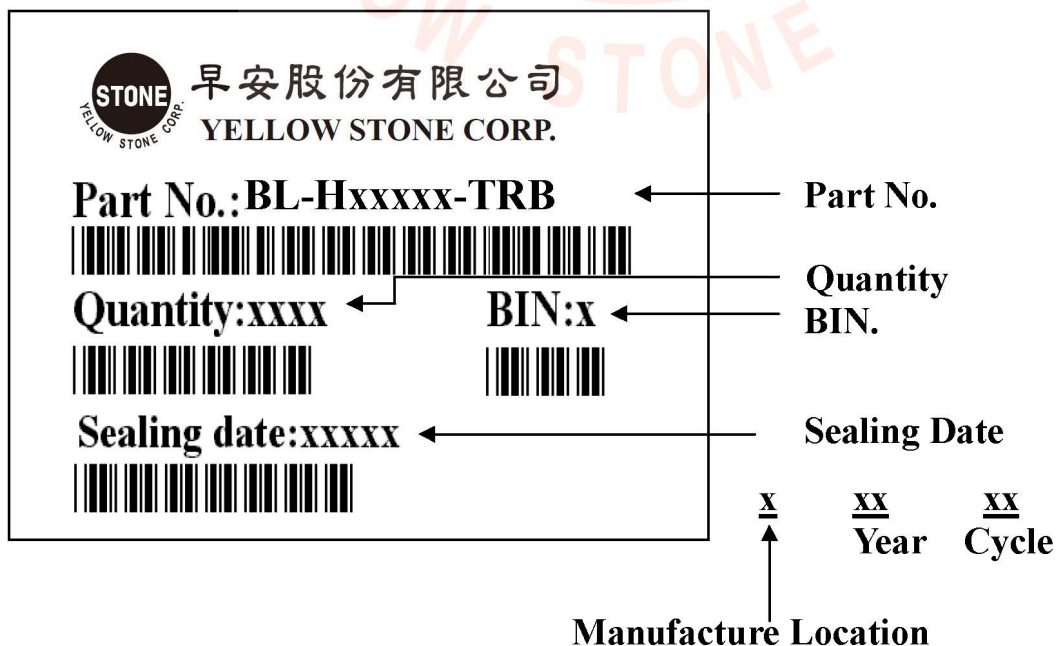 YELLOW STONE
STONE
YELLOW STONE CORP.
早安股份有限公司
YELLOW STONE CORP.
Part No.:BL-Hxxxxx-TRB
Part No.
Quantity:xxxx
BIN:x
Quantity
BIN.
Sealing date:xxxxx
Sealing Date
x xx xx
Year Cycle
Manufacture Location